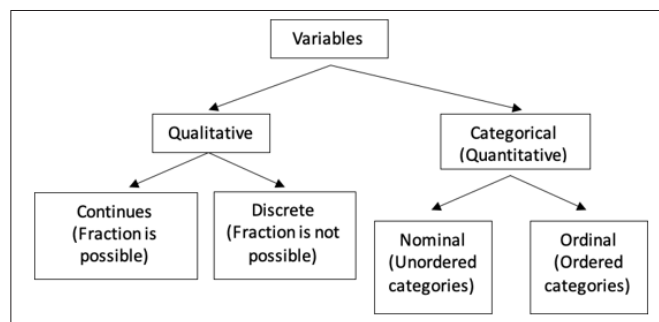 Variables
Qualitative
Categorical
(Quantitative)
Continues
(Fraction is
possible)
Discrete
(Fraction is not
possible)
Nominal
(Unordered
categories)
Ordinal
(Ordered
categories)